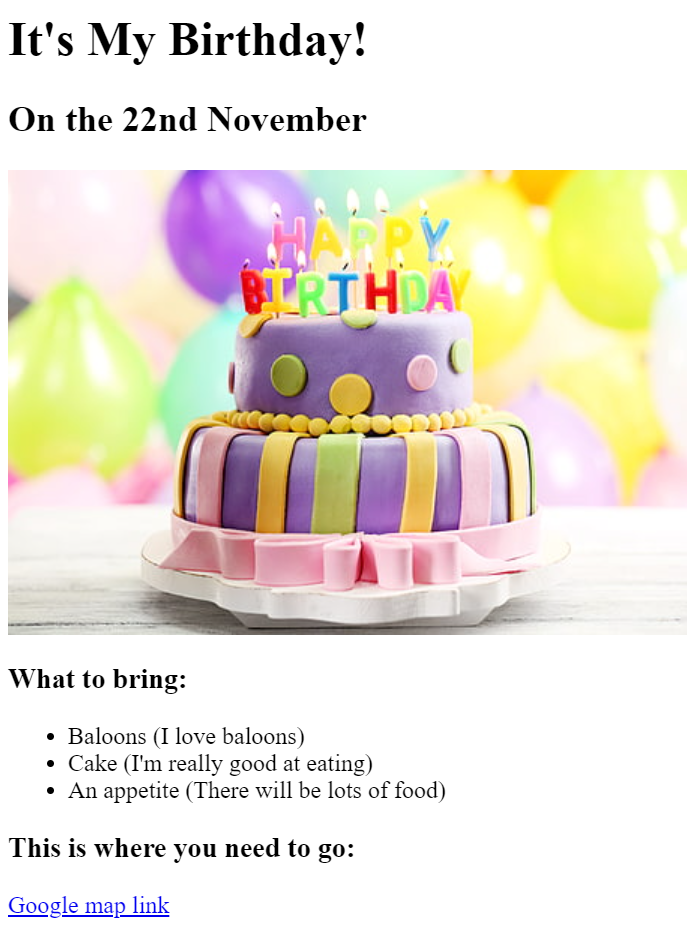 It's My Birthday!
On the 22nd November
HAPPY
BIRTHDAY
What to bring:
Baloons (I love baloons)
Cake (I'm really good at eating)
An appetite (There will be lots of food)
This is where you need to go:
Google map link